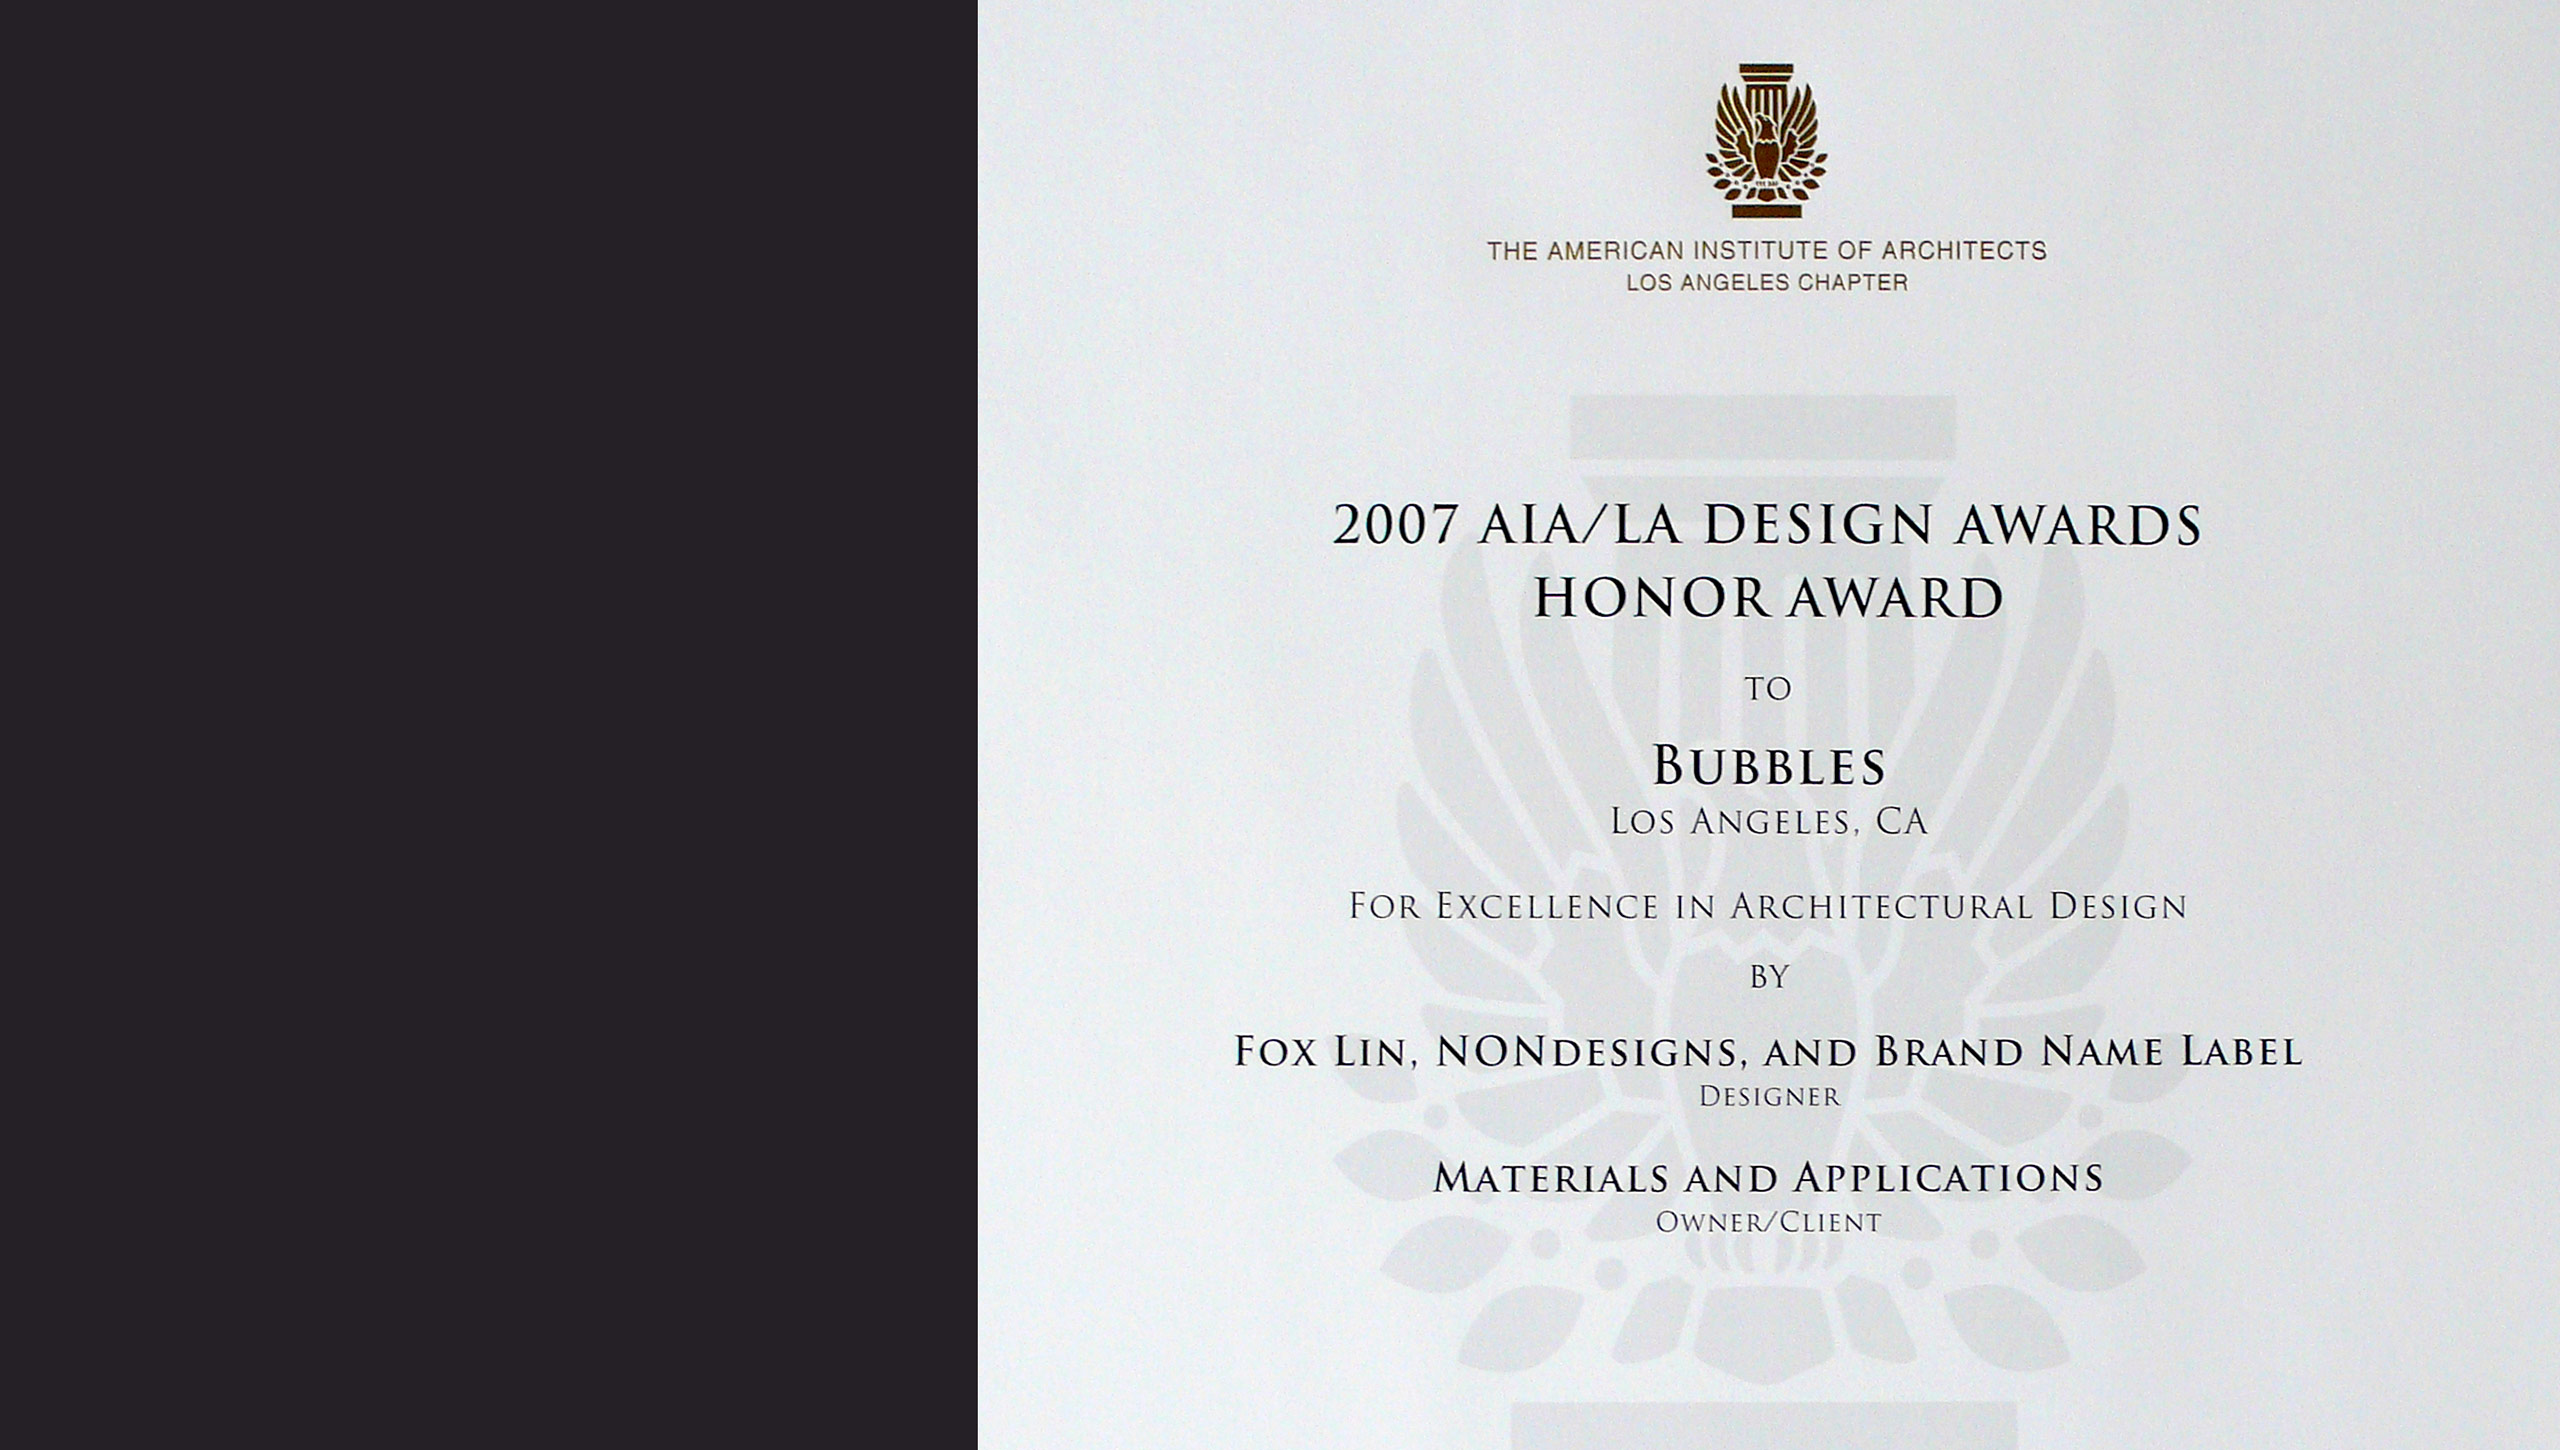 THE AMERICAN INSTITUTE OF ARCHITECTS
LOS ANGELES CHAPTER
2007 AIA/LA DESIGN AWARDS
HONOR AWARD
TO
BUBBLES
LOS ANGELES, CA
FOR EXCELLENCE IN ARCHITECTURAL DESIGN
BY
FOX LIN, NONDESIGNS, AND BRAND NAME LABEL
DESIGNER
MATERIALS AND APPLICATIONS
OWNER/CLIENT